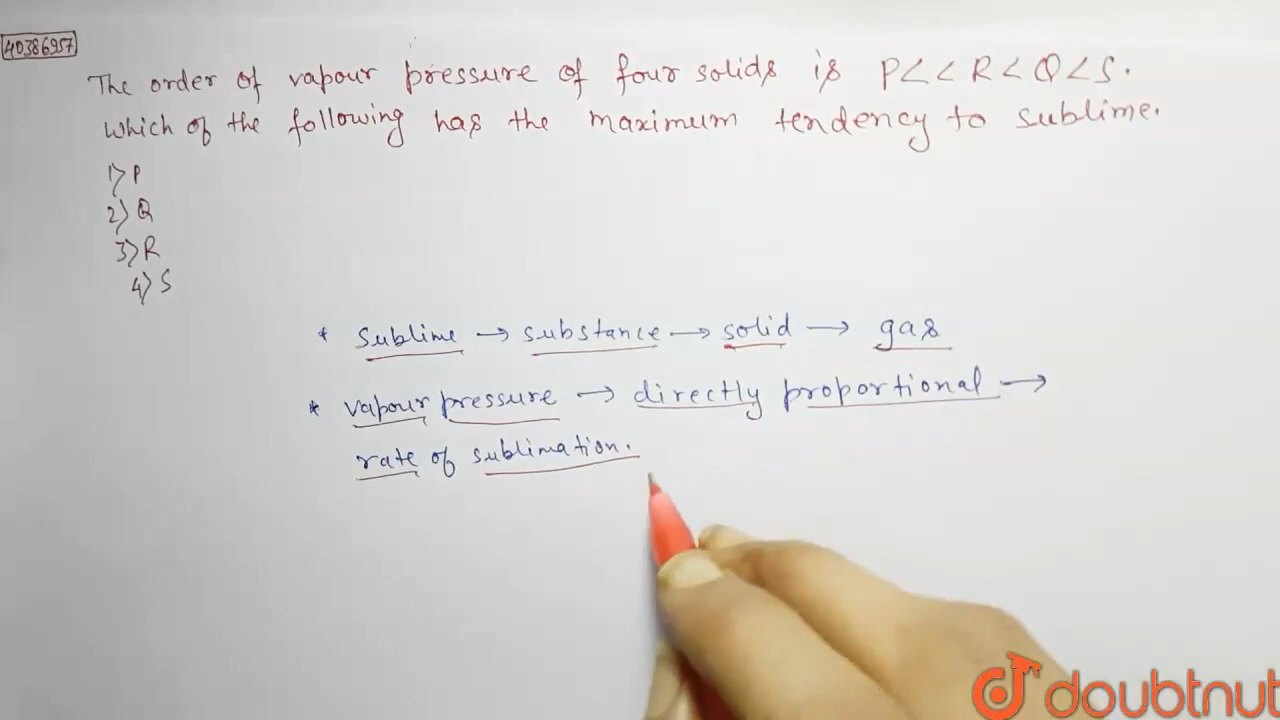 40386957
The order of vapour pressure of four solids is P<< R< Q<S.
Which of the following has the maximum tendency to sublime.
1) P
2) Q
3) R
4) S
* Sublime → substance → solid → gas
* vapour pressure → directly proportional →
rate of sublimation.
doubtnut